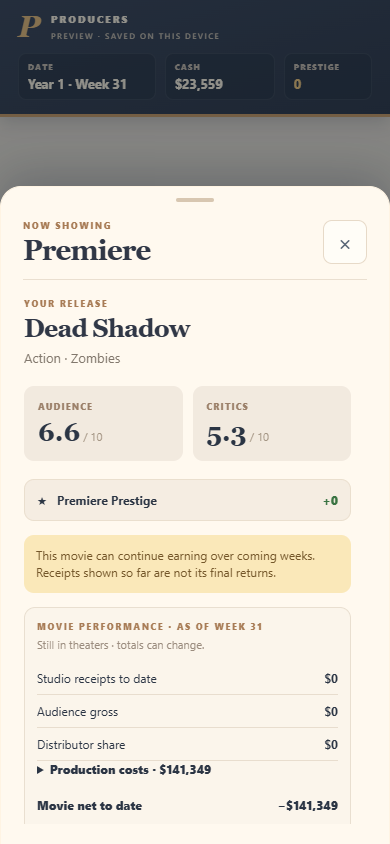 P PRODUCERS
PREVIEW · SAVED ON THIS DEVICE
DATE
Year 1 · Week 31
CASH
$23,559
PRESTIGE
0
NOW SHOWING
Premiere
×
YOUR RELEASE
Dead Shadow
Action · Zombies
AUDIENCE
6.6 / 10
CRITICS
5.3 / 10
★ Premiere Prestige +0
This movie can continue earning over coming weeks.
Receipts shown so far are not its final returns.
MOVIE PERFORMANCE · AS OF WEEK 31
Still in theaters · totals can change.
Studio receipts to date $0
Audience gross $0
Distributor share $0
▶ Production costs · $141,349
Movie net to date −$141,349